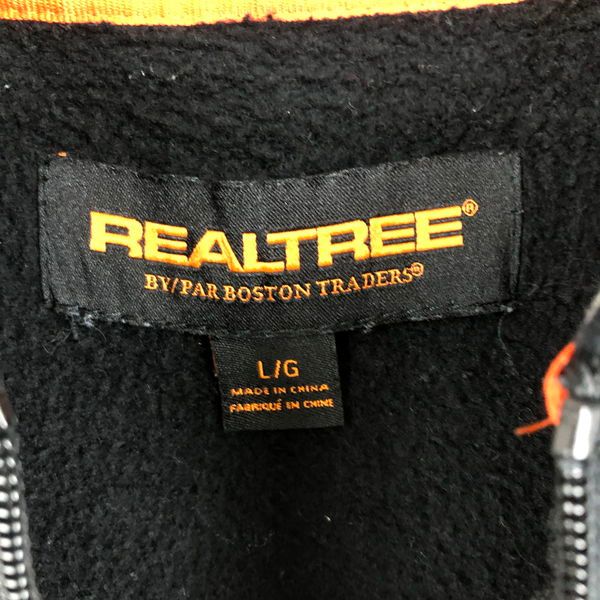 REALTREE®
BY/PAR BOSTON TRADERS®
L/G
MADE IN CHINA
FABRIQUÉ EN CHINE